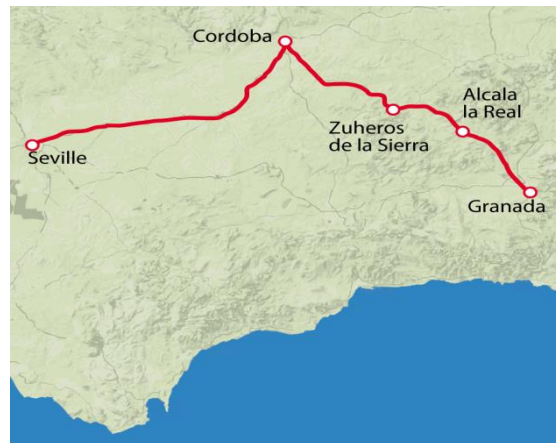 Cordoba
Alcala
la Real
Zuheros
de la Sierra
Seville
Granada